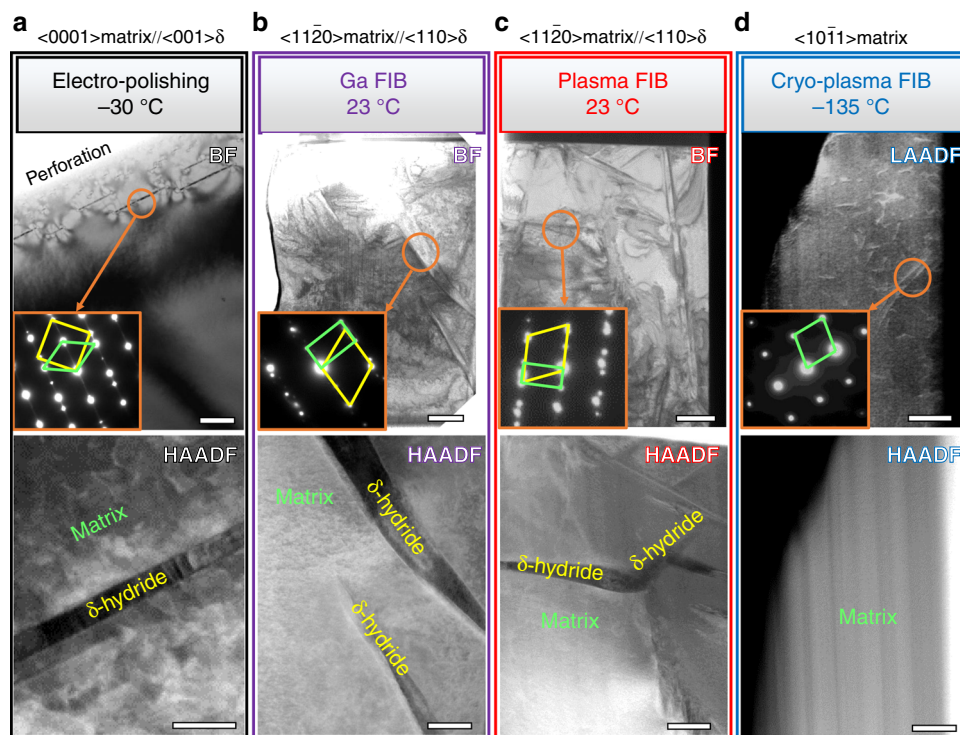 a
<0001>matrix//<001>δ
Electro-polishing
–30 °C
Perforation
BF
HAADF
Matrix
δ-hydride
b
<112̄0>matrix//<110>δ
Ga FIB
23 °C
BF
HAADF
Matrix
δ-hydride
δ-hydride
c
<112̄0>matrix//<110>δ
Plasma FIB
23 °C
BF
HAADF
δ-hydride
δ-hydride
Matrix
d
<101̄1>matrix
Cryo-plasma FIB
–135 °C
LAADF
HAADF
Matrix